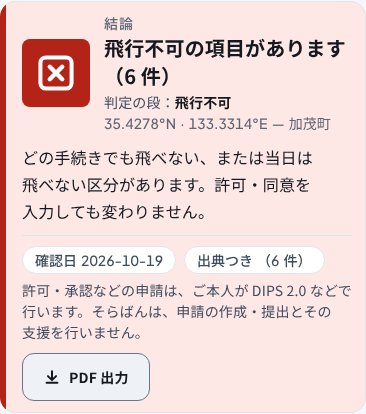 結論
飛行不可の項目があります
（6 件）
判定の段：飛行不可
35.4278°N · 133.3314°E — 加茂町
どの手続きでも飛べない、または当日は
飛べない区分があります。許可・同意を
入力しても変わりません。
確認日 2026-10-19
出典つき （6 件）
許可・承認などの申請は、ご本人が DIPS 2.0 などで
行います。そらばんは、申請の作成・提出とその
支援を行いません。
PDF 出力